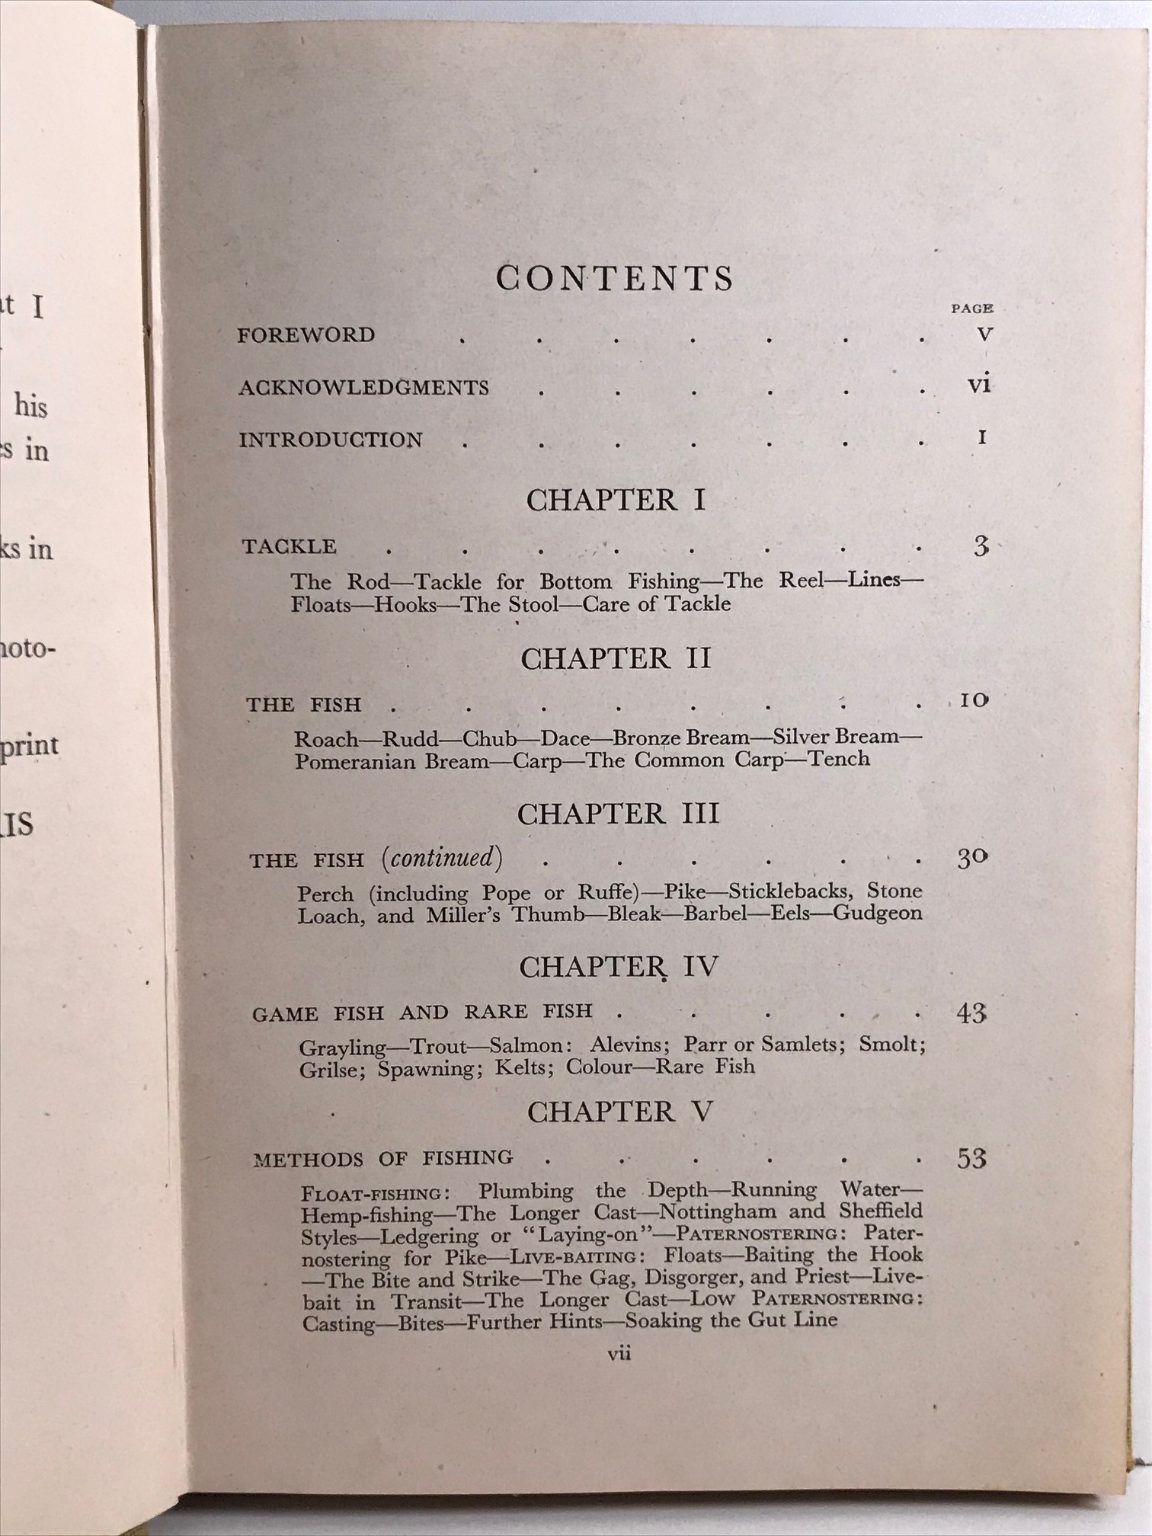 at I
his
in
in
print
CONTENTS
PAGE
FOREWORD . . . . . . . v
ACKNOWLEDGMENTS . . . . . . vi
INTRODUCTION . . . . . . . 1
CHAPTER I
TACKLE . . . . . . . . 3
The Rod—Tackle for Bottom Fishing—The Reel—Lines—
Floats—Hooks—The Stool—Care of Tackle
CHAPTER II
THE FISH . . . . . . . . 10
Roach—Rudd—Chub—Dace—Bronze Bream—Silver Bream—
Pomeranian Bream—Carp—The Common Carp—Tench
CHAPTER III
THE FISH (continued) . . . . . . 30
Perch (including Pope or Ruffe)—Pike—Sticklebacks, Stone
Loach, and Miller's Thumb—Bleak—Barbel—Eels—Gudgeon
CHAPTER IV
GAME FISH AND RARE FISH . . . . . 43
Grayling—Trout—Salmon: Alevins; Parr or Samlets; Smolt;
Grilse; Spawning; Kelts; Colour—Rare Fish
CHAPTER V
METHODS OF FISHING . . . . . . 53
FLOAT-FISHING: Plumbing the Depth—Running Water—
Hemp-fishing—The Longer Cast—Nottingham and Sheffield
Styles—Ledgering or "Laying-on"—PATERNOSTERING: Pater-
nostering for Pike—LIVE-BAITING: Floats—Baiting the Hook
—The Bite and Strike—The Gag, Disgorger, and Priest—Live-
bait in Transit—The Longer Cast—LOW PATERNOSTERING:
Casting—Bites—Further Hints—Soaking the Gut Line
vii